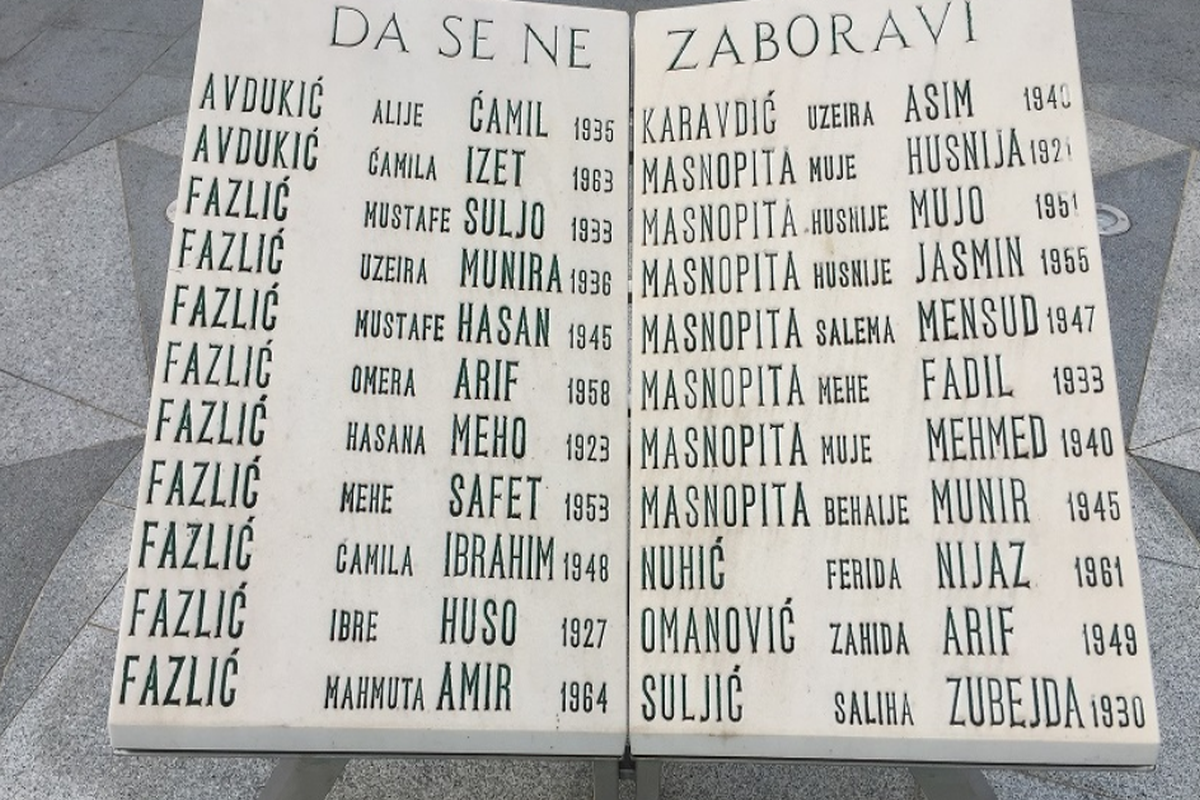 DA SE NE ZABORAVI
AVDUKIĆ ALIJE ĆAMIL 1935
AVDUKIĆ ĆAMILA IZET 1963
FAZLIĆ MUSTAFE SULJO 1933
FAZLIĆ UZEIRA MUNIRA 1936
FAZLIĆ MUSTAFE HASAN 1945
FAZLIĆ OMERA ARIF 1958
FAZLIĆ HASANA MEHO 1923
FAZLIĆ MEHE SAFET 1953
FAZLIĆ ĆAMILA IBRAHIM 1948
FAZLIĆ IBRE HUSO 1927
FAZLIĆ MAHMUTA AMIR 1964
KARAVDIĆ UZEIRA ASIM 1940
MASNOPITA MUJE HUSNIJA 1921
MASNOPITA HUSNIJE MUJO 1951
MASNOPITA HUSNIJE JASMIN 1955
MASNOPITA SALEMA MENSUD 1947
MASNOPITA MEHE FADIL 1933
MASNOPITA MUJE MEHMED 1940
MASNOPITA BEHAIJE MUNIR 1945
NUHIĆ FERIDA NIJAZ 1961
OMANOVIĆ ZAHIDA ARIF 1949
SULJIĆ SALIHA ZUBEJDA 1930